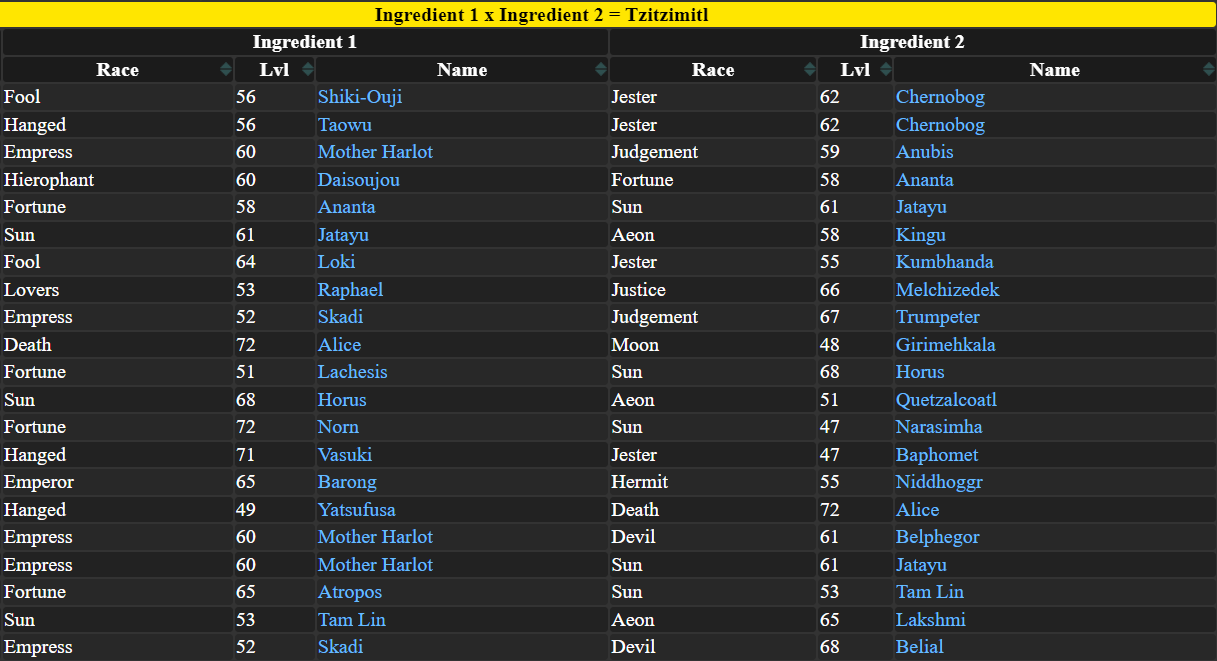 Ingredient 1 x Ingredient 2 = Tzitzimitl
Ingredient 1 Ingredient 2
Race Lvl Name Race Lvl Name
Fool 56 Shiki-Ouji Jester 62 Chernobog
Hanged 56 Taowu Jester 62 Chernobog
Empress 60 Mother Harlot Judgement 59 Anubis
Hierophant 60 Daisoujou Fortune 58 Ananta
Fortune 58 Ananta Sun 61 Jatayu
Sun 61 Jatayu Aeon 58 Kingu
Fool 64 Loki Jester 55 Kumbhanda
Lovers 53 Raphael Justice 66 Melchizedek
Empress 52 Skadi Judgement 67 Trumpeter
Death 72 Alice Moon 48 Girimehkala
Fortune 51 Lachesis Sun 68 Horus
Sun 68 Horus Aeon 51 Quetzalcoatl
Fortune 72 Norn Sun 47 Narasimha
Hanged 71 Vasuki Jester 47 Baphomet
Emperor 65 Barong Hermit 55 Niddhoggr
Hanged 49 Yatsufusa Death 72 Alice
Empress 60 Mother Harlot Devil 61 Belphegor
Empress 60 Mother Harlot Sun 61 Jatayu
Fortune 65 Atropos Sun 53 Tam Lin
Sun 53 Tam Lin Aeon 65 Lakshmi
Empress 52 Skadi Devil 68 Belial